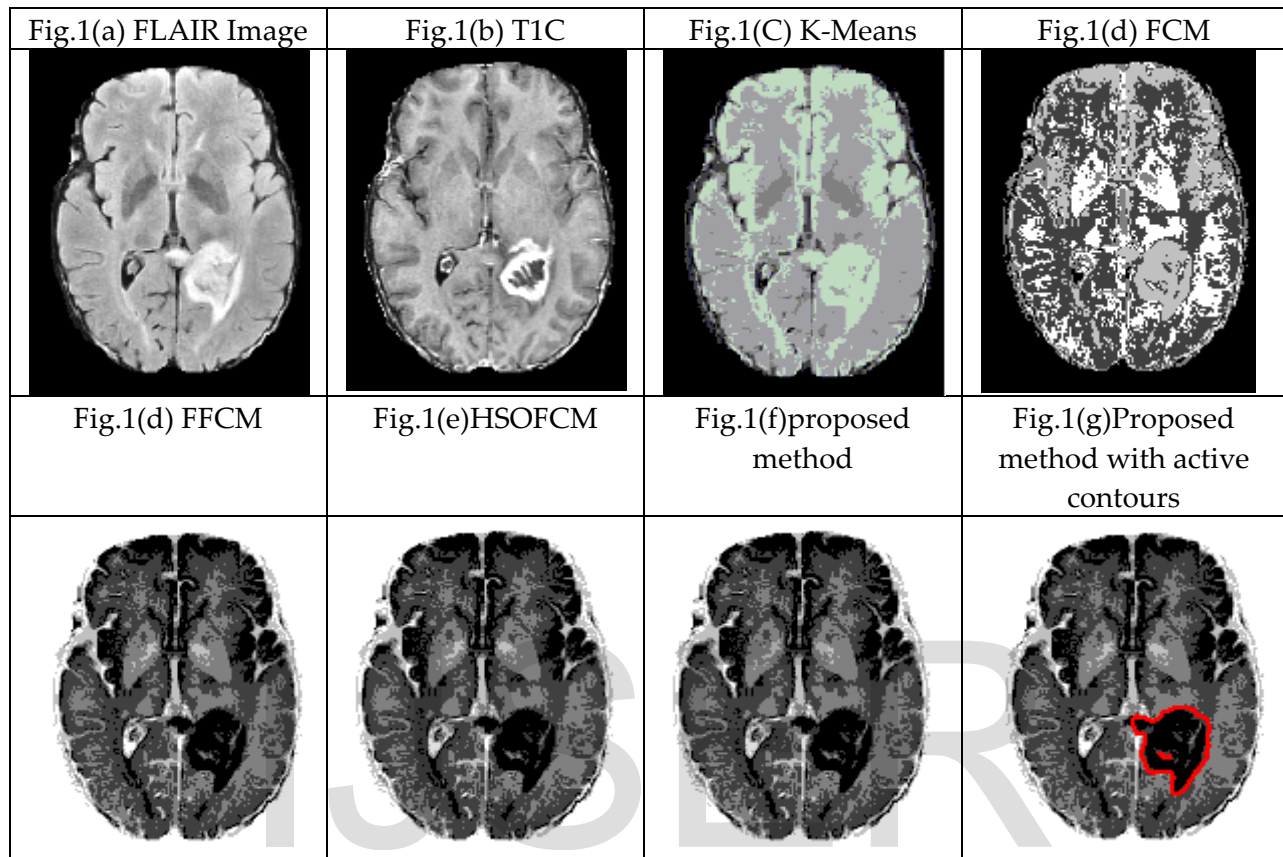 Fig.1(a) FLAIR Image
Fig.1(b) T1C
Fig.1(C) K-Means
Fig.1(d) FCM
Fig.1(d) FFCM
Fig.1(e)HSOFCM
Fig.1(f)proposed
method
Fig.1(g)Proposed
method with active
contours
IJSER